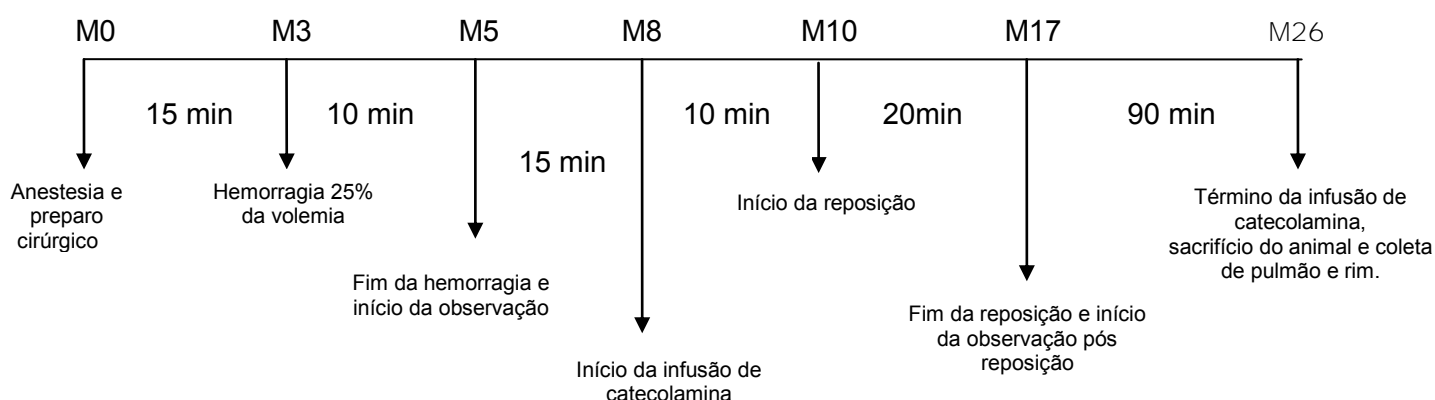 M0 M3 M5 M8 M10 M17 M26
15 min 10 min 15 min 10 min 20min 90 min
Anestesia e
preparo
cirúrgico
Hemorragia 25%
da volemia
Fim da hemorragia e
início da observação
Início da infusão de
catecolamina
Início da reposição
Fim da reposição e início
da observação pós
reposição
Término da infusão de
catecolamina,
sacrifício do animal e coleta
de pulmão e rim.